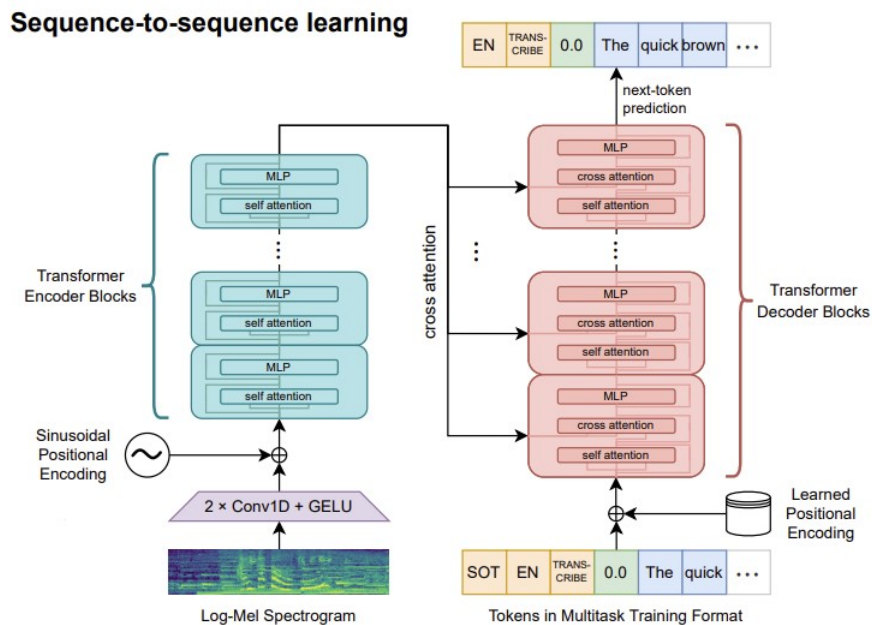 Sequence-to-sequence learning
EN TRANS-CRIBE 0.0 The quick brown ...
next-token
prediction
MLP
self attention
MLP
self attention
MLP
self attention
Transformer
Encoder Blocks
cross attention
MLP
cross attention
self attention
MLP
cross attention
self attention
MLP
cross attention
self attention
Transformer
Decoder Blocks
Sinusoidal
Positional
Encoding
2 × Conv1D + GELU
Log-Mel Spectrogram
Learned
Positional
Encoding
SOT EN TRANS-CRIBE 0.0 The quick ...
Tokens in Multitask Training Format